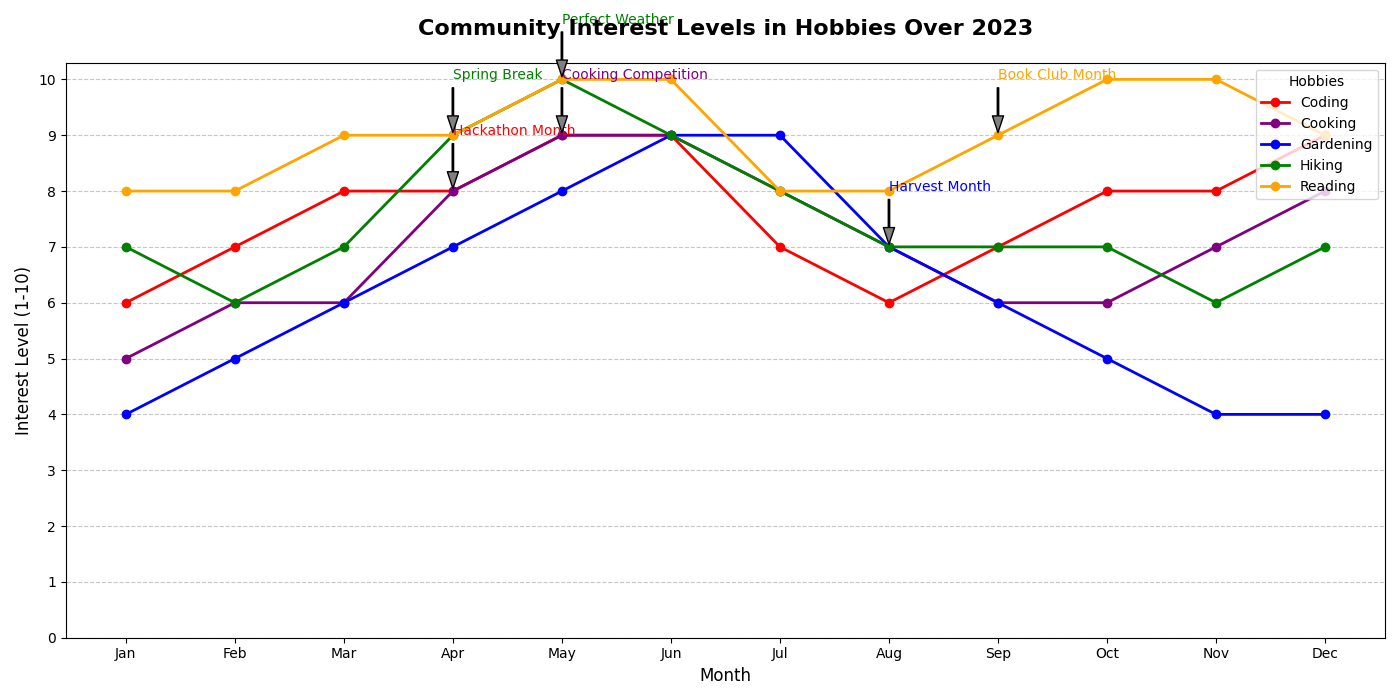 Perfect Weather
Community Interest Levels in Hobbies Over 2023
Spring Break
Cooking Competition
Book Club Month
Hackathon Month
Harvest Month
Hobbies
Coding
Cooking
Gardening
Hiking
Reading
Interest Level (1-10)
10
9
8
7
6
5
4
3
2
1
0
Jan Feb Mar Apr May Jun Jul Aug Sep Oct Nov Dec
Month